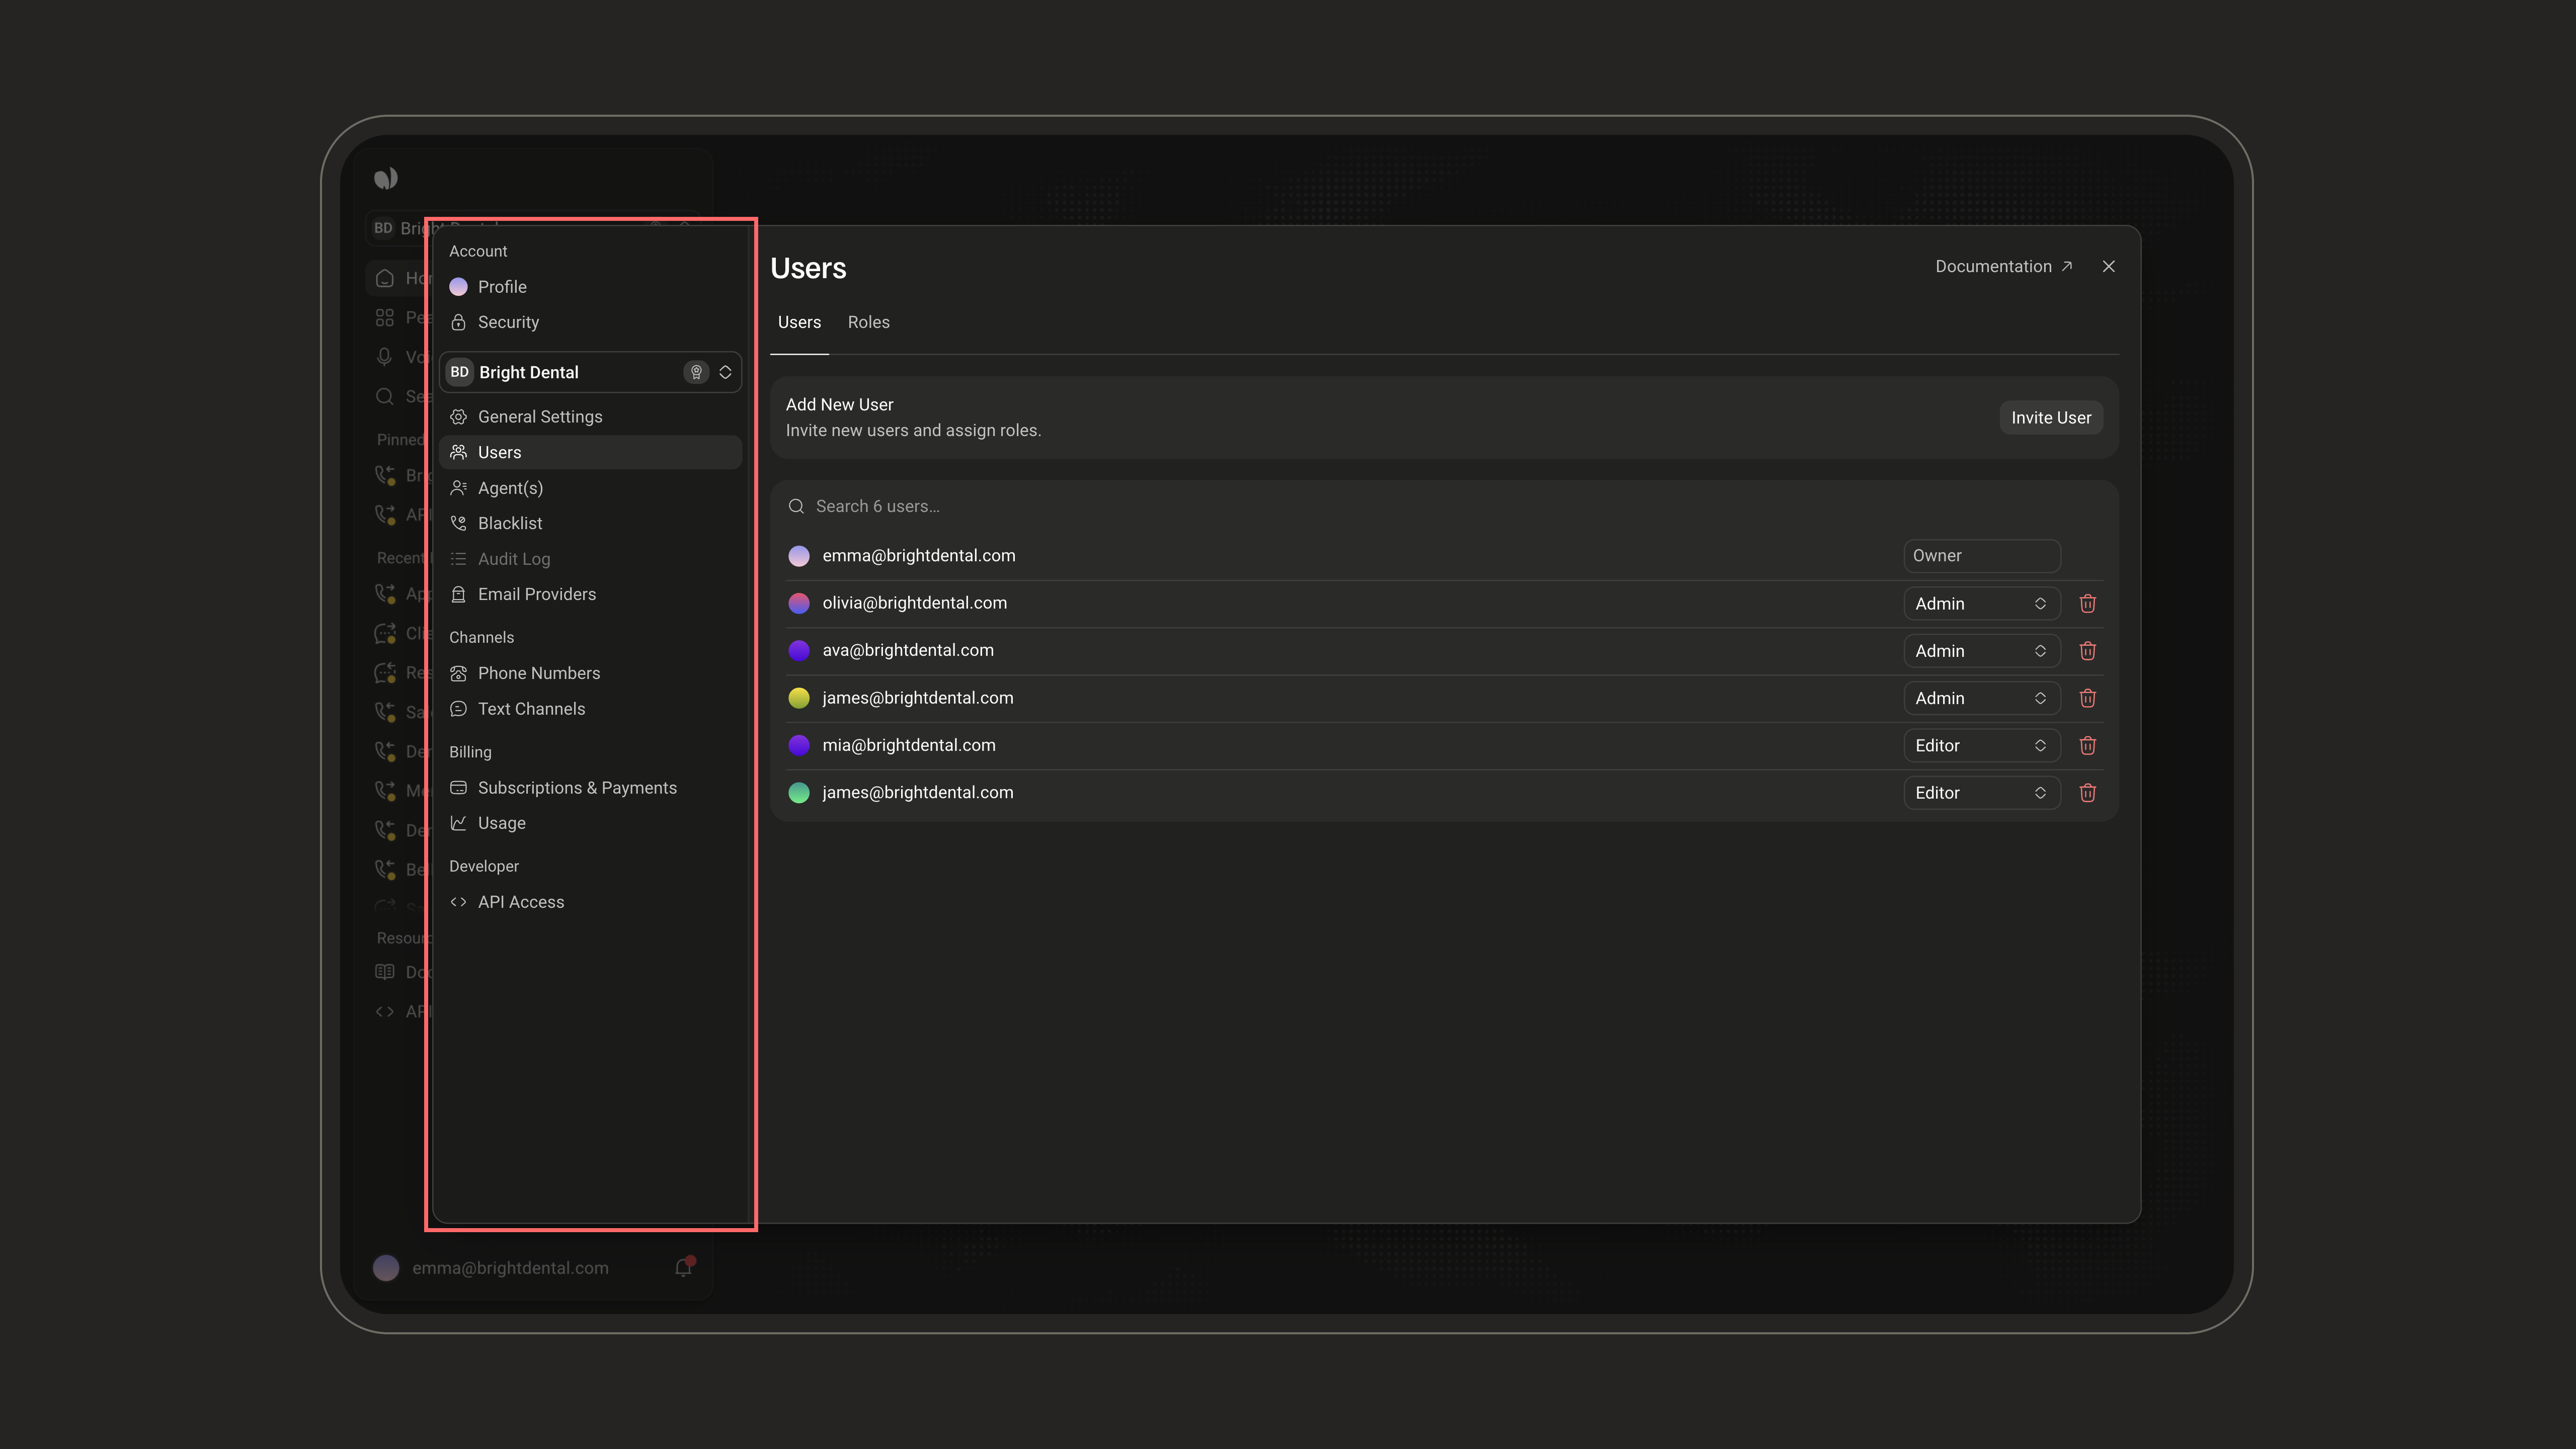 BD
Account
Profile
Security
BD Bright Dental
General Settings
Users
Agent(s)
Blacklist
Audit Log
Email Providers
Channels
Phone Numbers
Text Channels
Billing
Subscriptions & Payments
Usage
Developer
API Access
Pinned
emma@brightdental.com
Users
Documentation
Users Roles
Add New User
Invite new users and assign roles.
Invite User
Search 6 users...
emma@brightdental.com Owner
olivia@brightdental.com Admin
ava@brightdental.com Admin
james@brightdental.com Admin
mia@brightdental.com Editor
james@brightdental.com Editor